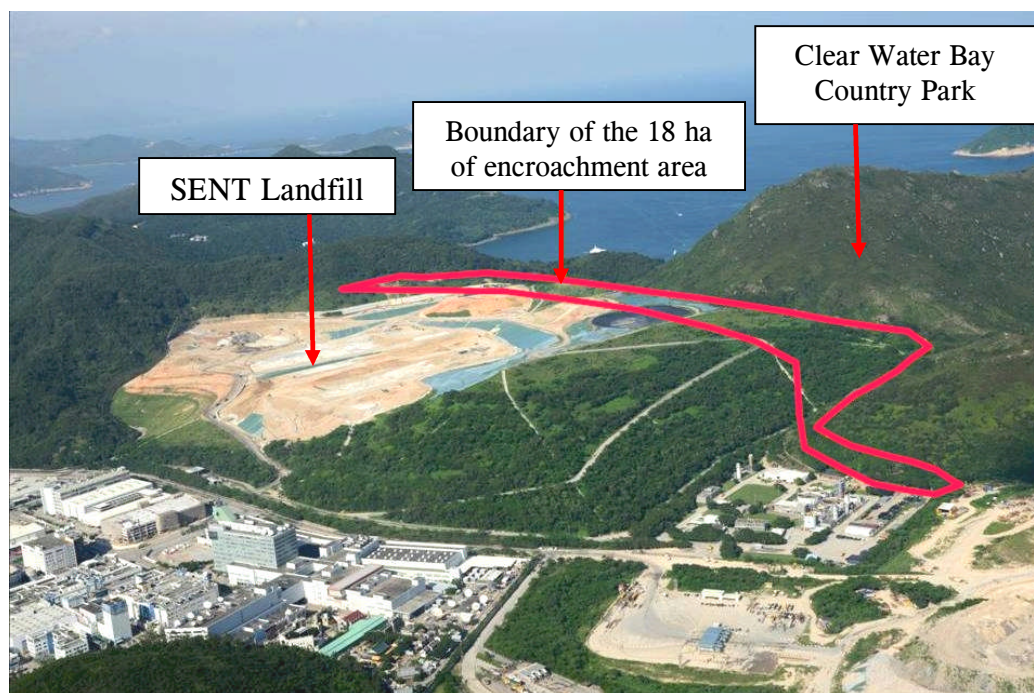 Clear Water Bay
Country Park
Boundary of the 18 ha
of encroachment area
SENT Landfill